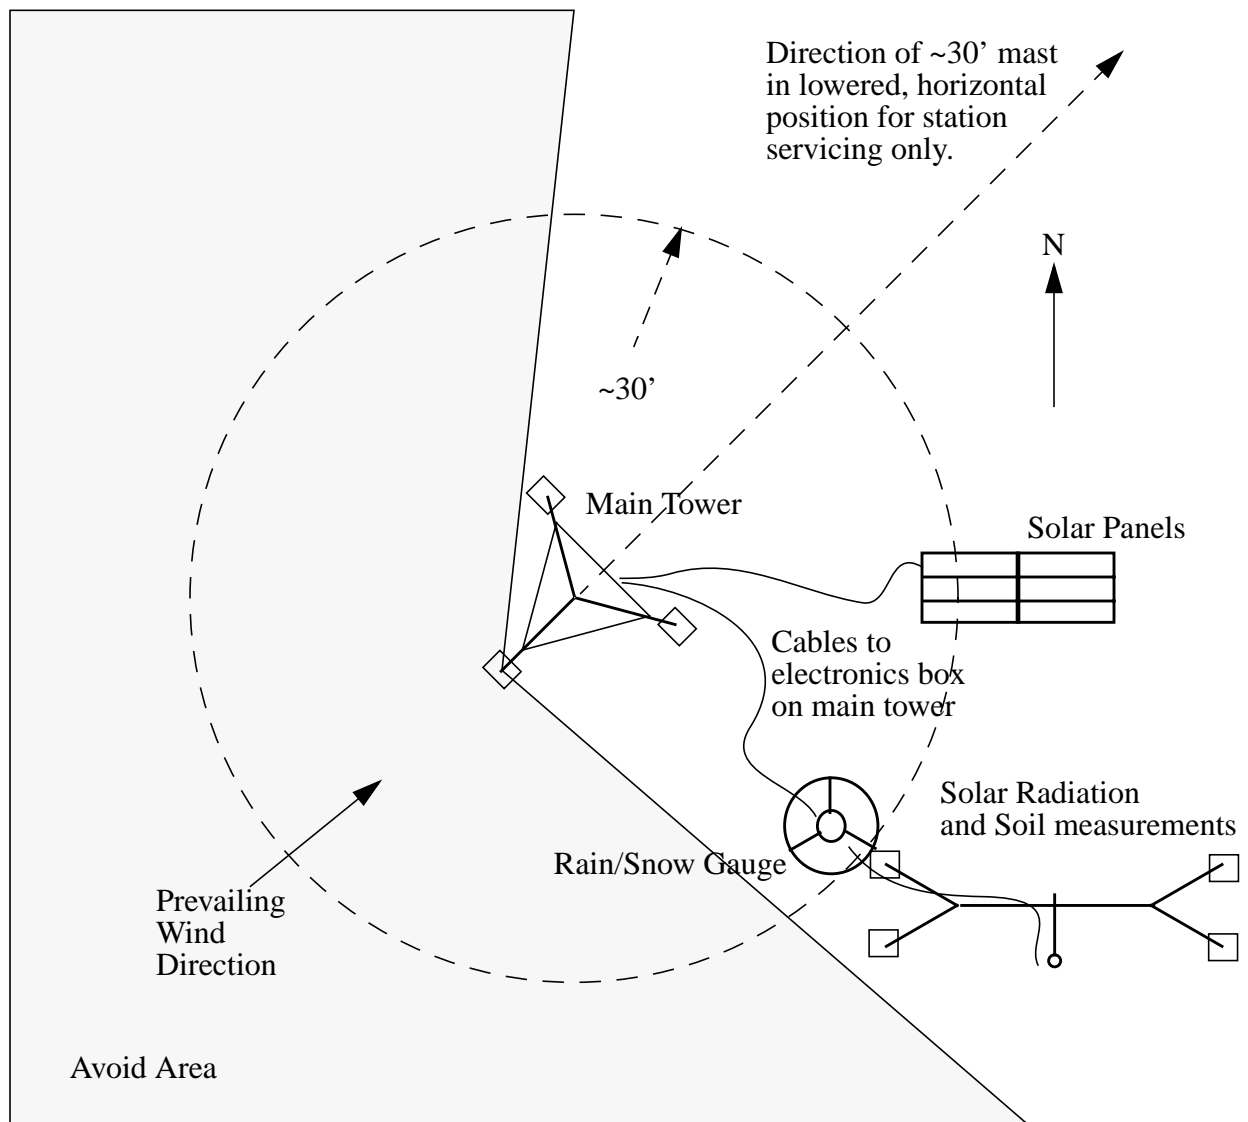 Direction of ~30’ mast
in lowered, horizontal
position for station
servicing only.
N
~30’
Main Tower
Solar Panels
Cables to
electronics box
on main tower
Solar Radiation
and Soil measurements
Rain/Snow Gauge
Prevailing
Wind
Direction
Avoid Area